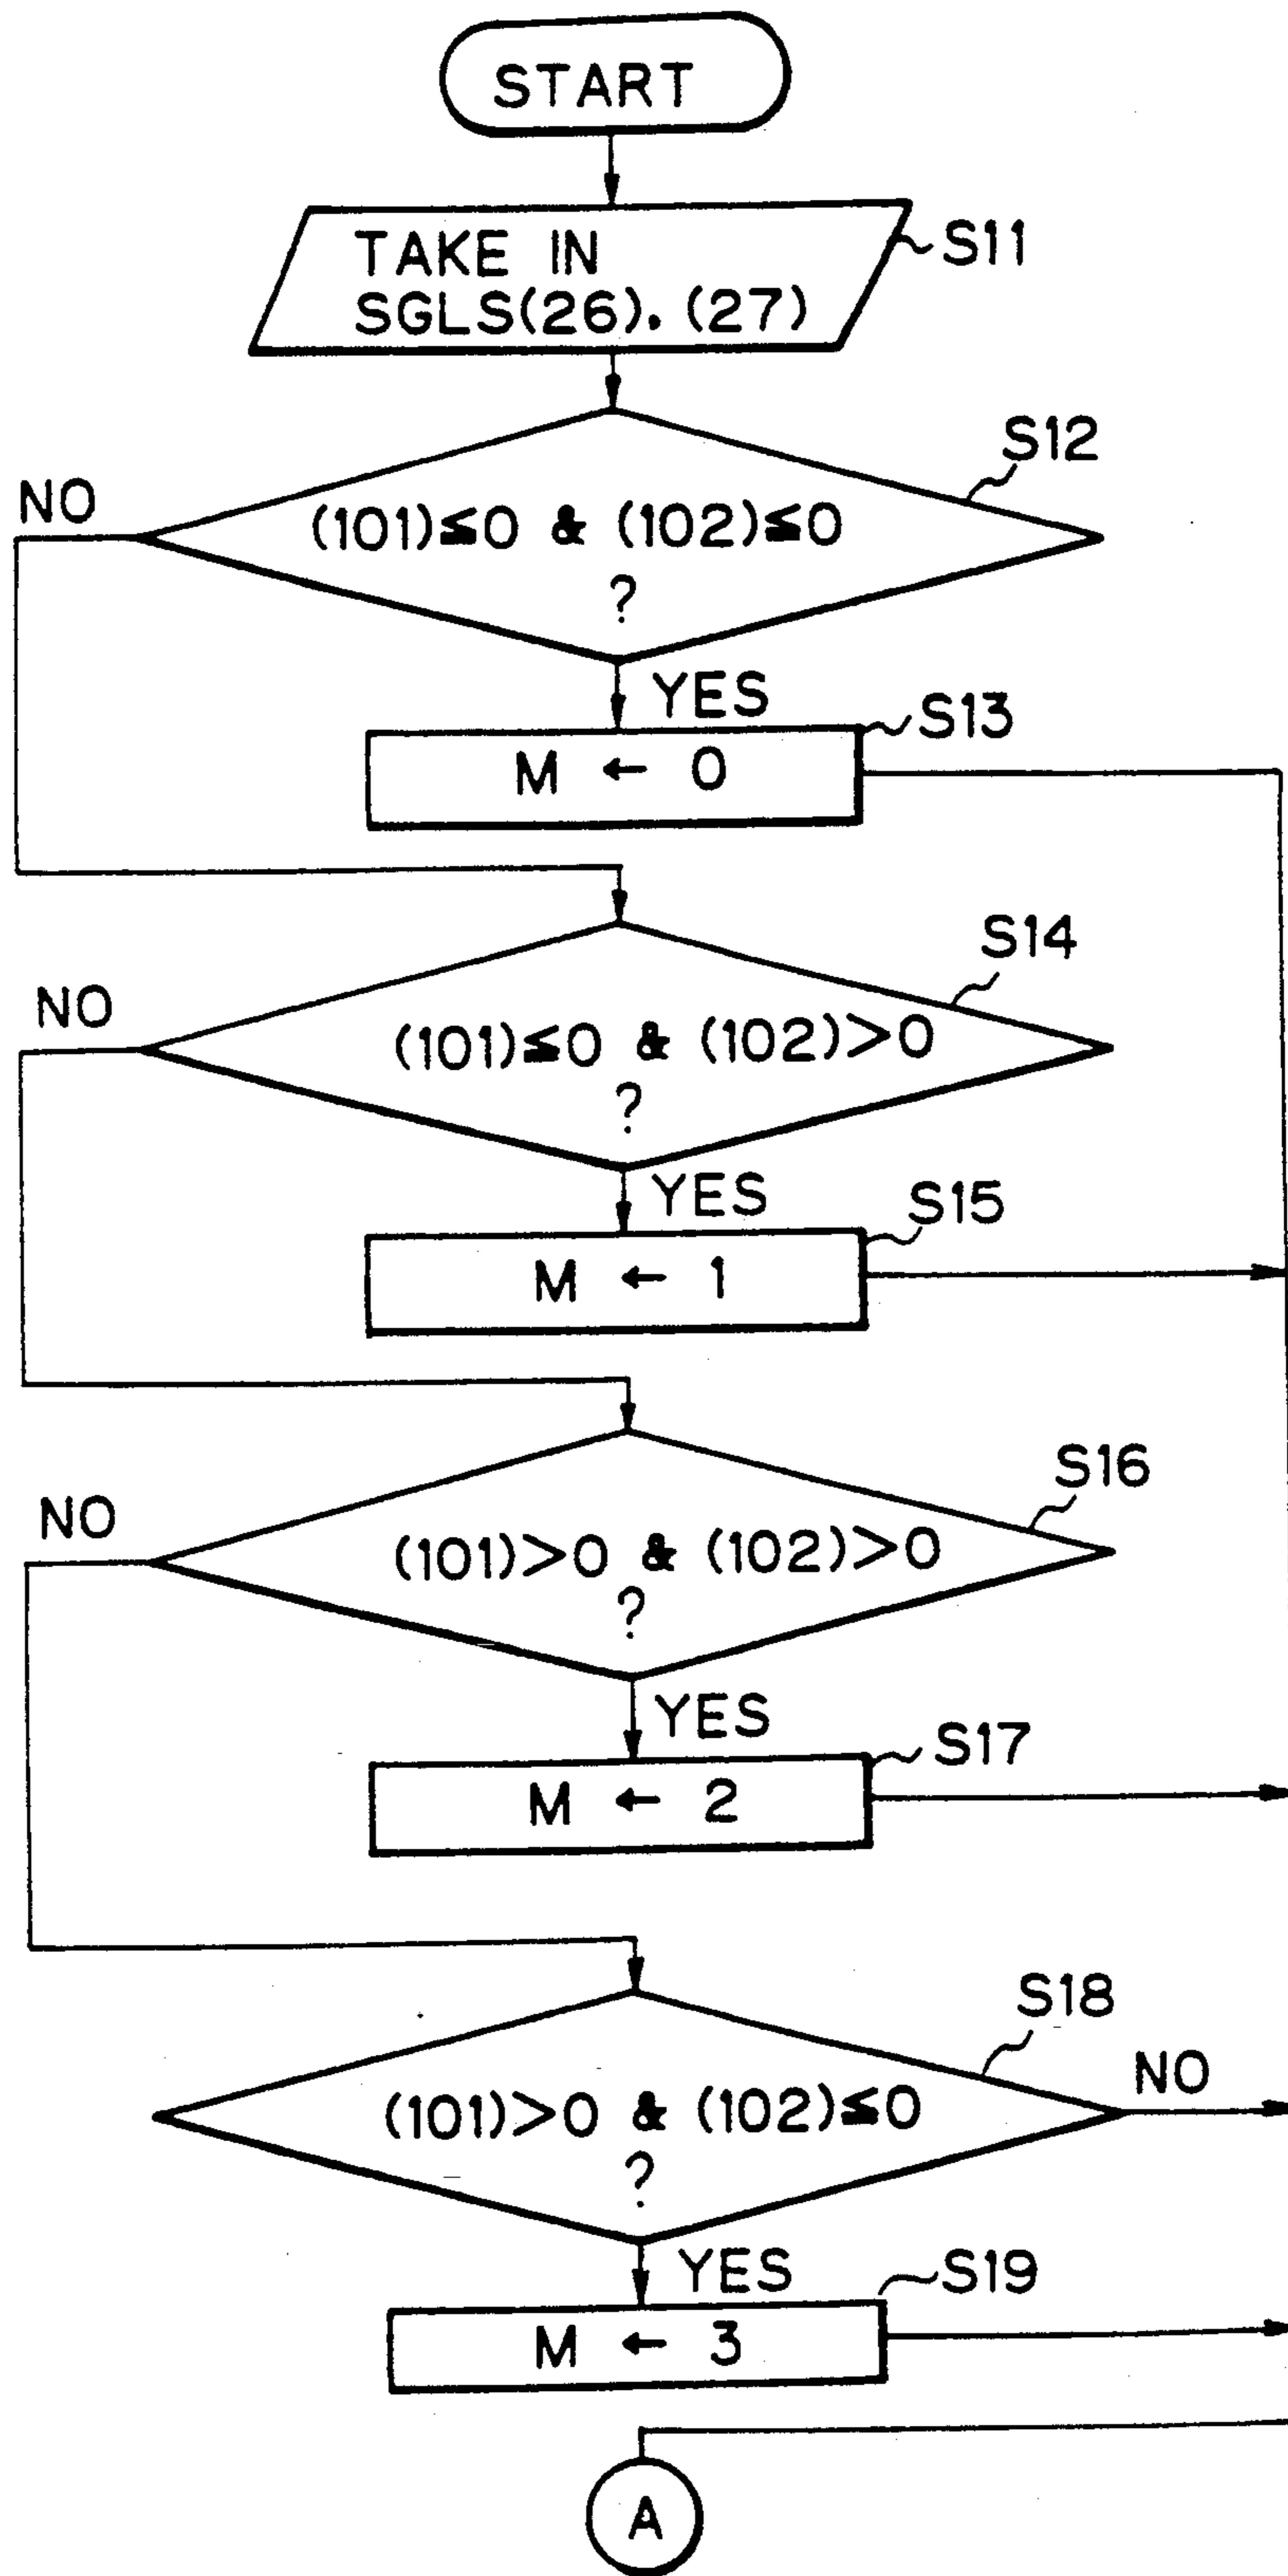 START
TAKE IN
SGLS(26). (27)
S11
S12
NO
(101)≦0 & (102)≦0
?
YES
S13
M ← 0
S14
NO
(101)≦0 & (102)>0
?
YES
S15
M ← 1
S16
NO
(101)>0 & (102)>0
?
YES
S17
M ← 2
S18
NO
(101)>0 & (102)≦0
?
YES
S19
M ← 3
A